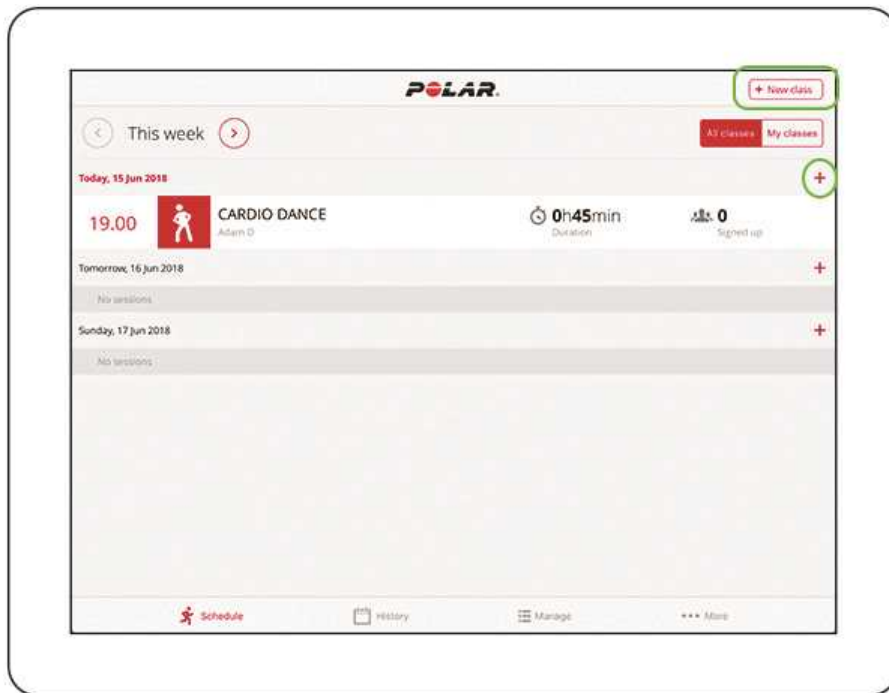 POLAR.
+ New class
This week
All classes My classes
Today, 15 Jun 2018 +
19.00 CARDIO DANCE 0h45min 0
Adam D Duration Signed up
Tomorrow, 16 Jun 2018 +
No sessions
Sunday, 17 Jun 2018 +
No sessions
Schedule History Manage More